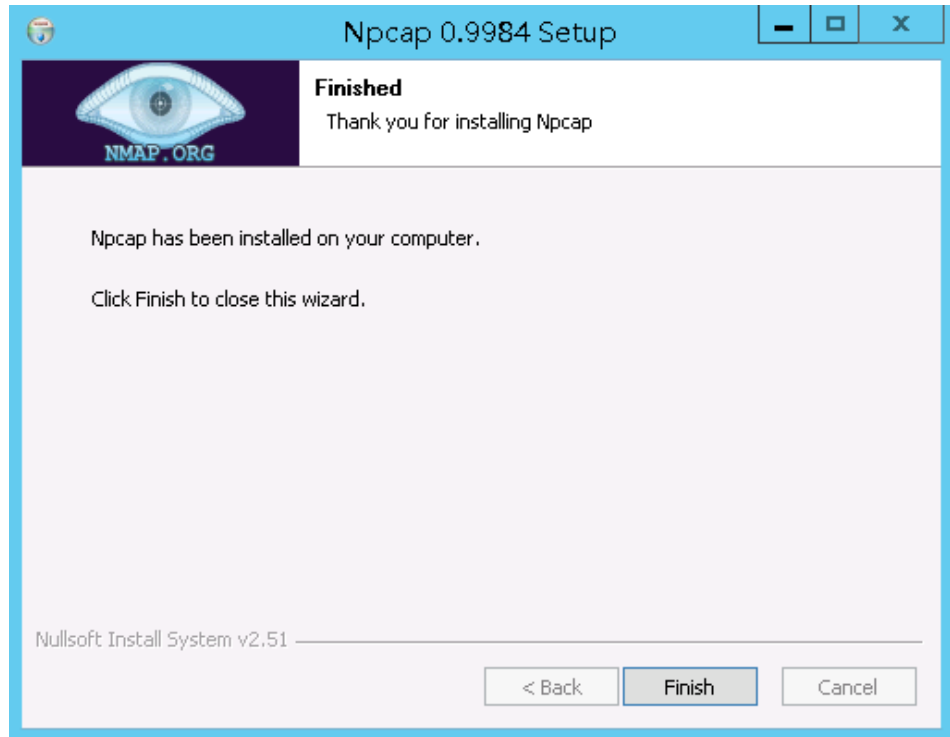 Npcap 0.9984 Setup
NMAP.ORG
Finished
Thank you for installing Npcap
Npcap has been installed on your computer.
Click Finish to close this wizard.
Nullsoft Install System v2.51
< Back
Finish
Cancel